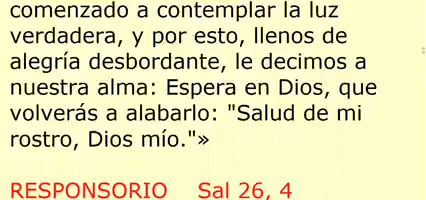 comenzado a contemplar la luz
verdadera, y por esto, llenos de
alegría desbordante, le decimos a
nuestra alma: Espera en Dios, que
volverás a alabarlo: "Salud de mi
rostro, Dios mío."»
RESPONSORIO Sal 26, 4